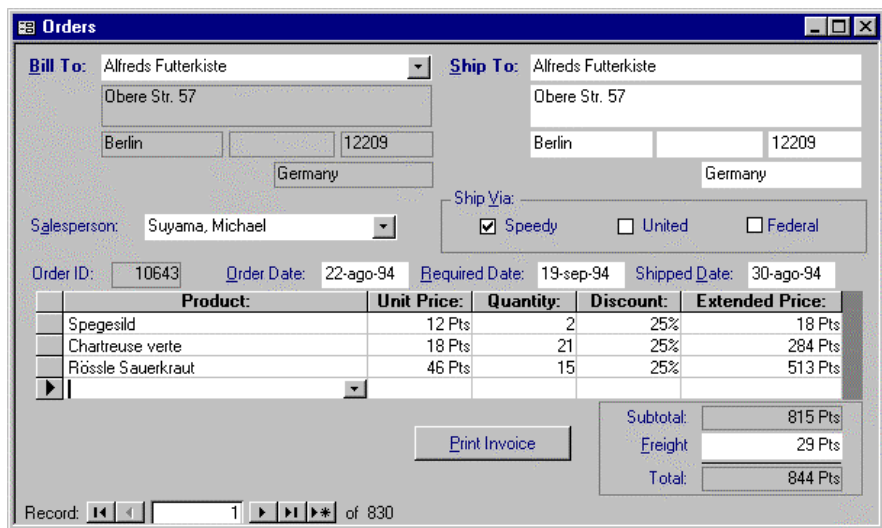 Orders
Bill To: Alfreds Futterkiste Ship To: Alfreds Futterkiste
Obere Str. 57 Obere Str. 57
Berlin 12209 Berlin 12209
Germany Germany
Ship Via:
Salesperson: Suyama, Michael Speedy United Federal
Order ID: 10643 Order Date: 22-ago-94 Required Date: 19-sep-94 Shipped Date: 30-ago-94
Product: Unit Price: Quantity: Discount: Extended Price:
Spegesild 12 Pts 2 25% 18 Pts
Chartreuse verte 18 Pts 21 25% 284 Pts
Rössle Sauerkraut 46 Pts 15 25% 513 Pts
Subtotal: 815 Pts
Print Invoice Freight 29 Pts
Total: 844 Pts
Record: 1 of 830